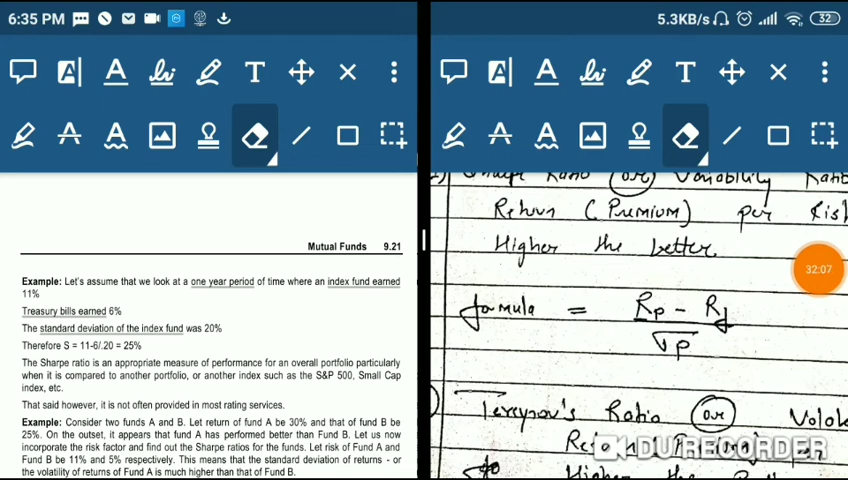 6:35 PM
5.3KB/s
32
Mutual Funds 9.21
Example: Let's assume that we look at a one year period of time where an index fund earned
11%
Treasury bills earned 6%
The standard deviation of the index fund was 20%
Therefore S = 11-6/.20 = 25%
The Sharpe ratio is an appropriate measure of performance for an overall portfolio particularly
when it is compared to another portfolio, or another index such as the S&P 500, Small Cap
index, etc.
That said however, it is not often provided in most rating services.
Example: Consider two funds A and B. Let return of fund A be 30% and that of fund B be
25%. On the outset, it appears that fund A has performed better than Fund B. Let us now
incorporate the risk factor and find out the Sharpe ratios for the funds. Let risk of Fund A and
Fund B be 11% and 5% respectively. This means that the standard deviation of returns - or
the volatility of returns of Fund A is much higher than that of Fund B.
Sharpe Ratio (or) Variability Ratio
Return (Premium) per Risk
Higher the better
32:07
formula = Rp - Rf
σp
Ratio (or)
DU RECORDER
Higher the